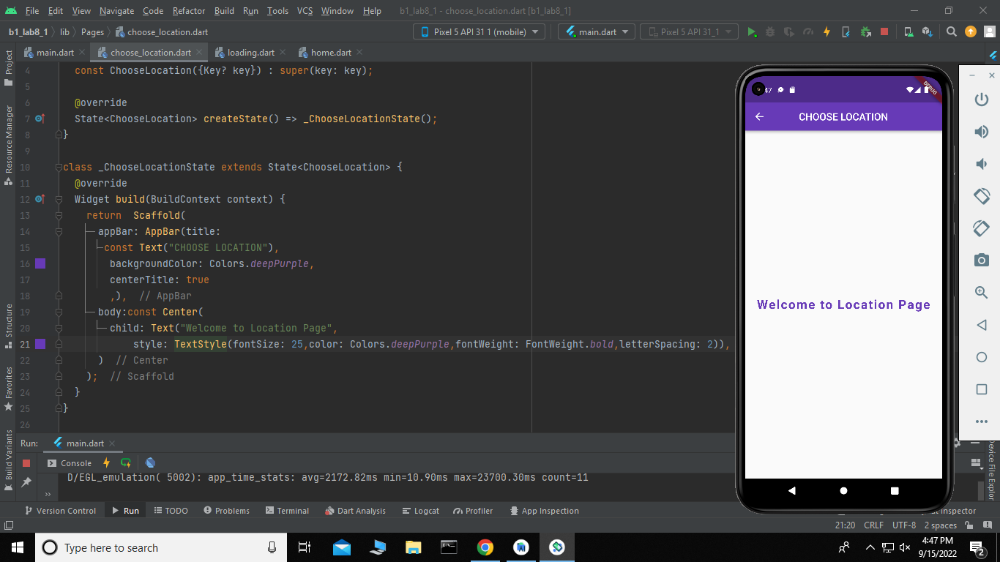 File Edit View Navigate Code Refactor Build Run Tools VCS Window Help b1_lab8_1 - choose_location.dart [b1_lab8_1]
b1_lab8_1 lib Pages choose_location.dart Pixel 5 API 31 1 (mobile) main.dart Pixel 5 API 31_1
main.dart choose_location.dart loading.dart home.dart
Project
Resource Manager
Structure
Favorites
Build Variants
4 const ChooseLocation({Key? key}) : super(key: key);
5
6 @override
7 State<ChooseLocation> createState() => _ChooseLocationState();
8 }
9
10 class _ChooseLocationState extends State<ChooseLocation> {
11 @override
12 Widget build(BuildContext context) {
13 return  Scaffold(
14 appBar: AppBar(title:
15 const Text("CHOOSE LOCATION"),
16 backgroundColor: Colors.deepPurple,
17 centerTitle: true
18 ,),  // AppBar
19 body:const Center(
20 child: Text("Welcome to Location Page",
21 style: TextStyle(fontSize: 25,color: Colors.deepPurple,fontWeight: FontWeight.bold,letterSpacing: 2)),
22 )  // Center
23 );  // Scaffold
24 }
25 }
26
47
DEBUG
CHOOSE LOCATION
Welcome to Location Page
Run: main.dart
Console
D/EGL_emulation( 5002): app_time_stats: avg=2172.82ms min=10.90ms max=23700.30ms count=11
Device File Explor
Version Control Run TODO Problems Terminal Dart Analysis Logcat Profiler App Inspection
spector
21:20 CRLF UTF-8 2 spaces
Type here to search
4:47 PM
9/15/2022
2